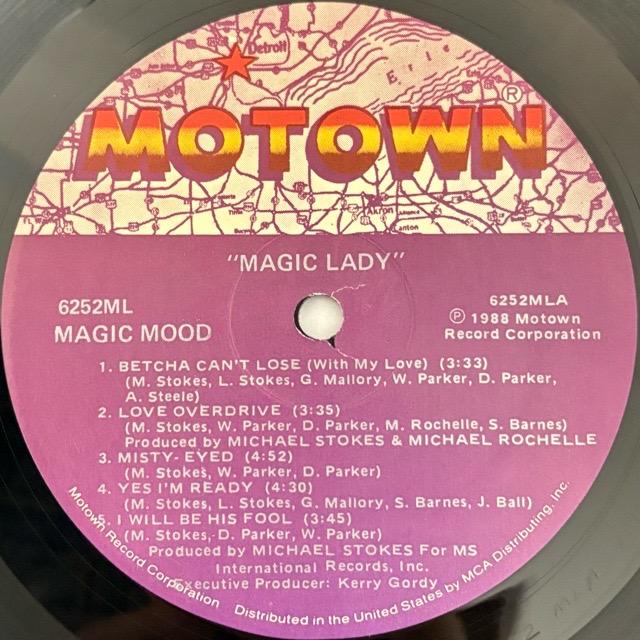 Detroit
Erie
MOTOWN®
Akron
Canton
"MAGIC LADY"
6252ML
MAGIC MOOD
6252MLA
℗ 1988 Motown
Record Corporation
1. BETCHA CAN'T LOSE (With My Love) (3:33)
(M. Stokes, L. Stokes, G. Mallory, W. Parker, D. Parker,
A. Steele)
2. LOVE OVERDRIVE (3:35)
(M. Stokes, W. Parker, D. Parker, M. Rochelle, S. Barnes)
Produced by MICHAEL STOKES & MICHAEL ROCHELLE
3. MISTY-EYED (4:52)
(M. Stokes, W. Parker, D. Parker)
4. YES I'M READY (4:30)
(M. Stokes, L. Stokes, G. Mallory, S. Barnes, J. Ball)
5. I WILL BE HIS FOOL (3:45)
(M. Stokes, D. Parker, W. Parker)
Produced by MICHAEL STOKES For MS
International Records, Inc.
Executive Producer: Kerry Gordy
Motown Record Corporation Distributed in the United States by MCA Distributing, Inc.